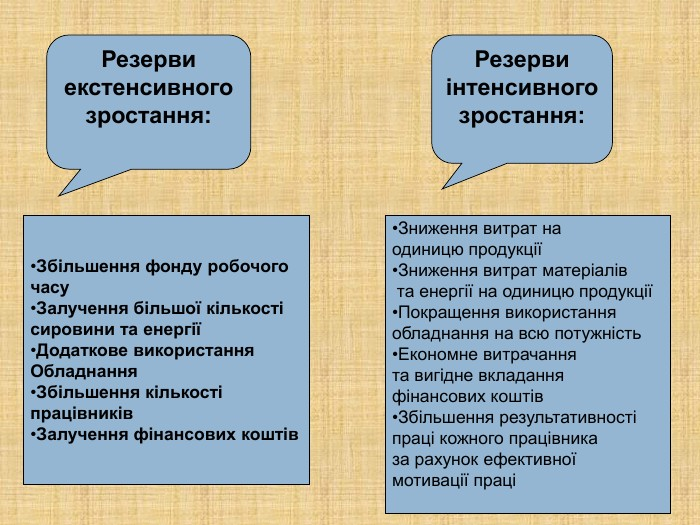 Резерви
екстенсивного
зростання:
•Збільшення фонду робочого
часу
•Залучення більшої кількості
сировини та енергії
•Додаткове використання
Обладнання
•Збільшення кількості
працівників
•Залучення фінансових коштів
Резерви
інтенсивного
зростання:
•Зниження витрат на
одиницю продукції
•Зниження витрат матеріалів
та енергії на одиницю продукції
•Покращення використання
обладнання на всю потужність
•Економне витрачання
та вигідне вкладання
фінансових коштів
•Збільшення результативності
праці кожного працівника
за рахунок ефективної
мотивації праці